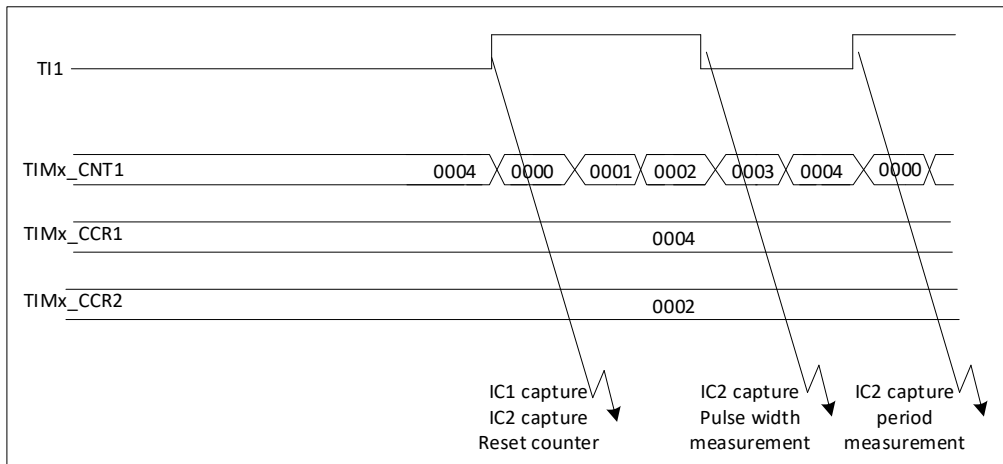 TI1
TIMx_CNT1
0004 0000 0001 0002 0003 0004 0000
TIMx_CCR1
0004
TIMx_CCR2
0002
IC1 capture
IC2 capture
Reset counter
IC2 capture
Pulse width
measurement
IC2 capture
period
measurement